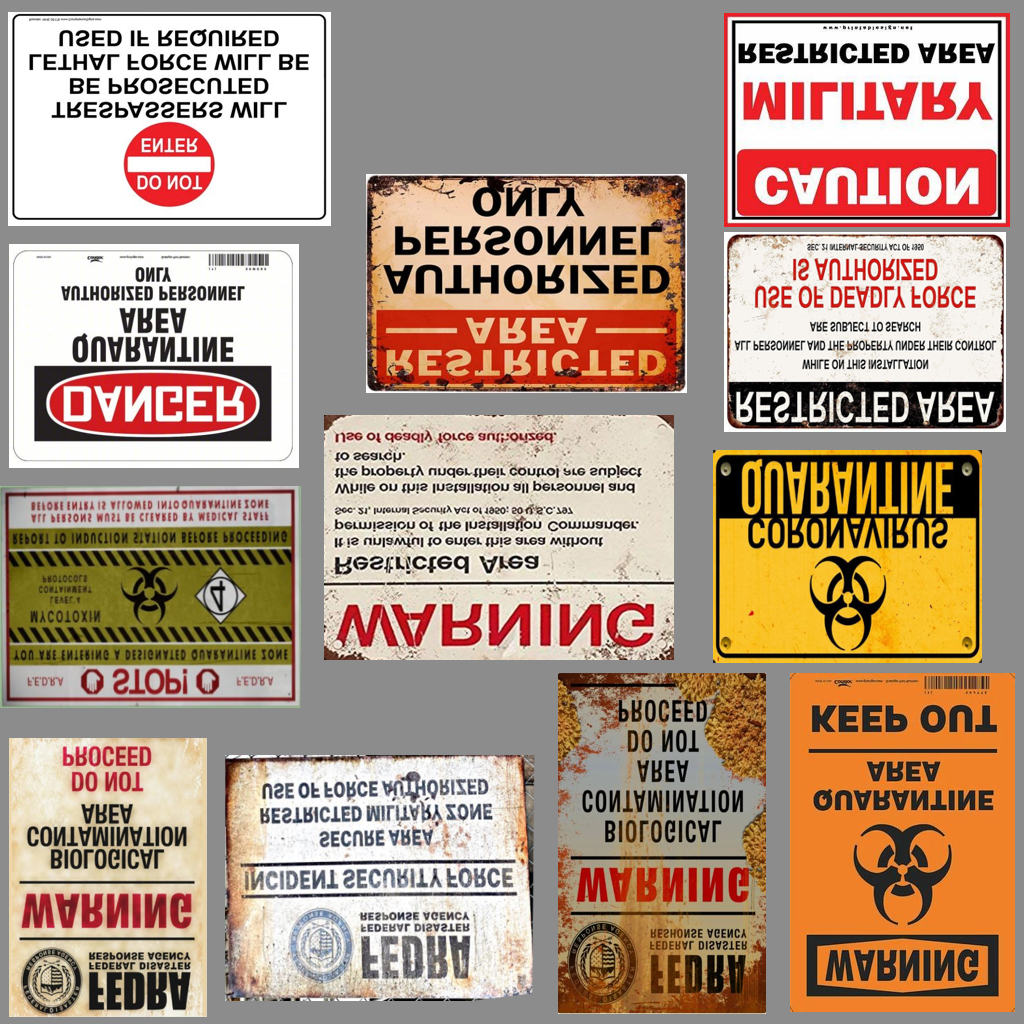 DO NOT
ENTER
TRESPASSERS WILL
BE PROSECUTED
LETHAL FORCE WILL BE
USED IF REQUIRED
CAUTION
MILITARY
RESTRICTED AREA
RESTRICTED
AREA
AUTHORIZED
PERSONNEL
ONLY
DANGER
QUARANTINE
AREA
AUTHORIZED PERSONNEL
ONLY
RESTRICTED AREA
WHILE ON THIS INSTALLATION
ALL PERSONNEL AND THE PROPERTY UNDER THEIR CONTROL
ARE SUBJECT TO SEARCH
USE OF DEADLY FORCE
IS AUTHORIZED
SEC. 21 INTERNAL SECURITY ACT OF 1950
WARNING
Restricted Area
It is unlawful to enter this area without
permission of the Installation Commander.
Sec. 21, Internal Security Act of 1950: 50 U.S.C. 797
While on this Installation all personnel and
the property under their control are subject
to search.
Use of deadly force authorized.
CORONAVIRUS
QUARANTINE
F.E.D.R.A STOP! F.E.D.R.A
YOU ARE ENTERING A DESIGNATED QUARANTINE ZONE
MYCOTOXIN
LEVEL 4
CONTAINMENT
PROTOCOLS
4
REPORT TO INDUCTION STATION BEFORE PROCEEDING
ALL PERSONS MUST BE CLEARED BY MEDICAL STAFF
BEFORE ENTRY IS ALLOWED INTO QUARANTINE ZONE
FEDRA
FEDERAL DISASTER
RESPONSE AGENCY
WARNING
BIOLOGICAL
CONTAMINATION
AREA
DO NOT
PROCEED
FEDRA
FEDERAL DISASTER
RESPONSE AGENCY
INCIDENT SECURITY FORCE
SECURE AREA
RESTRICTED MILITARY ZONE
USE OF FORCE AUTHORIZED
FEDRA
FEDERAL DISASTER
RESPONSE AGENCY
WARNING
BIOLOGICAL
CONTAMINATION
AREA
DO NOT
PROCEED
WARNING
QUARANTINE
AREA
KEEP OUT